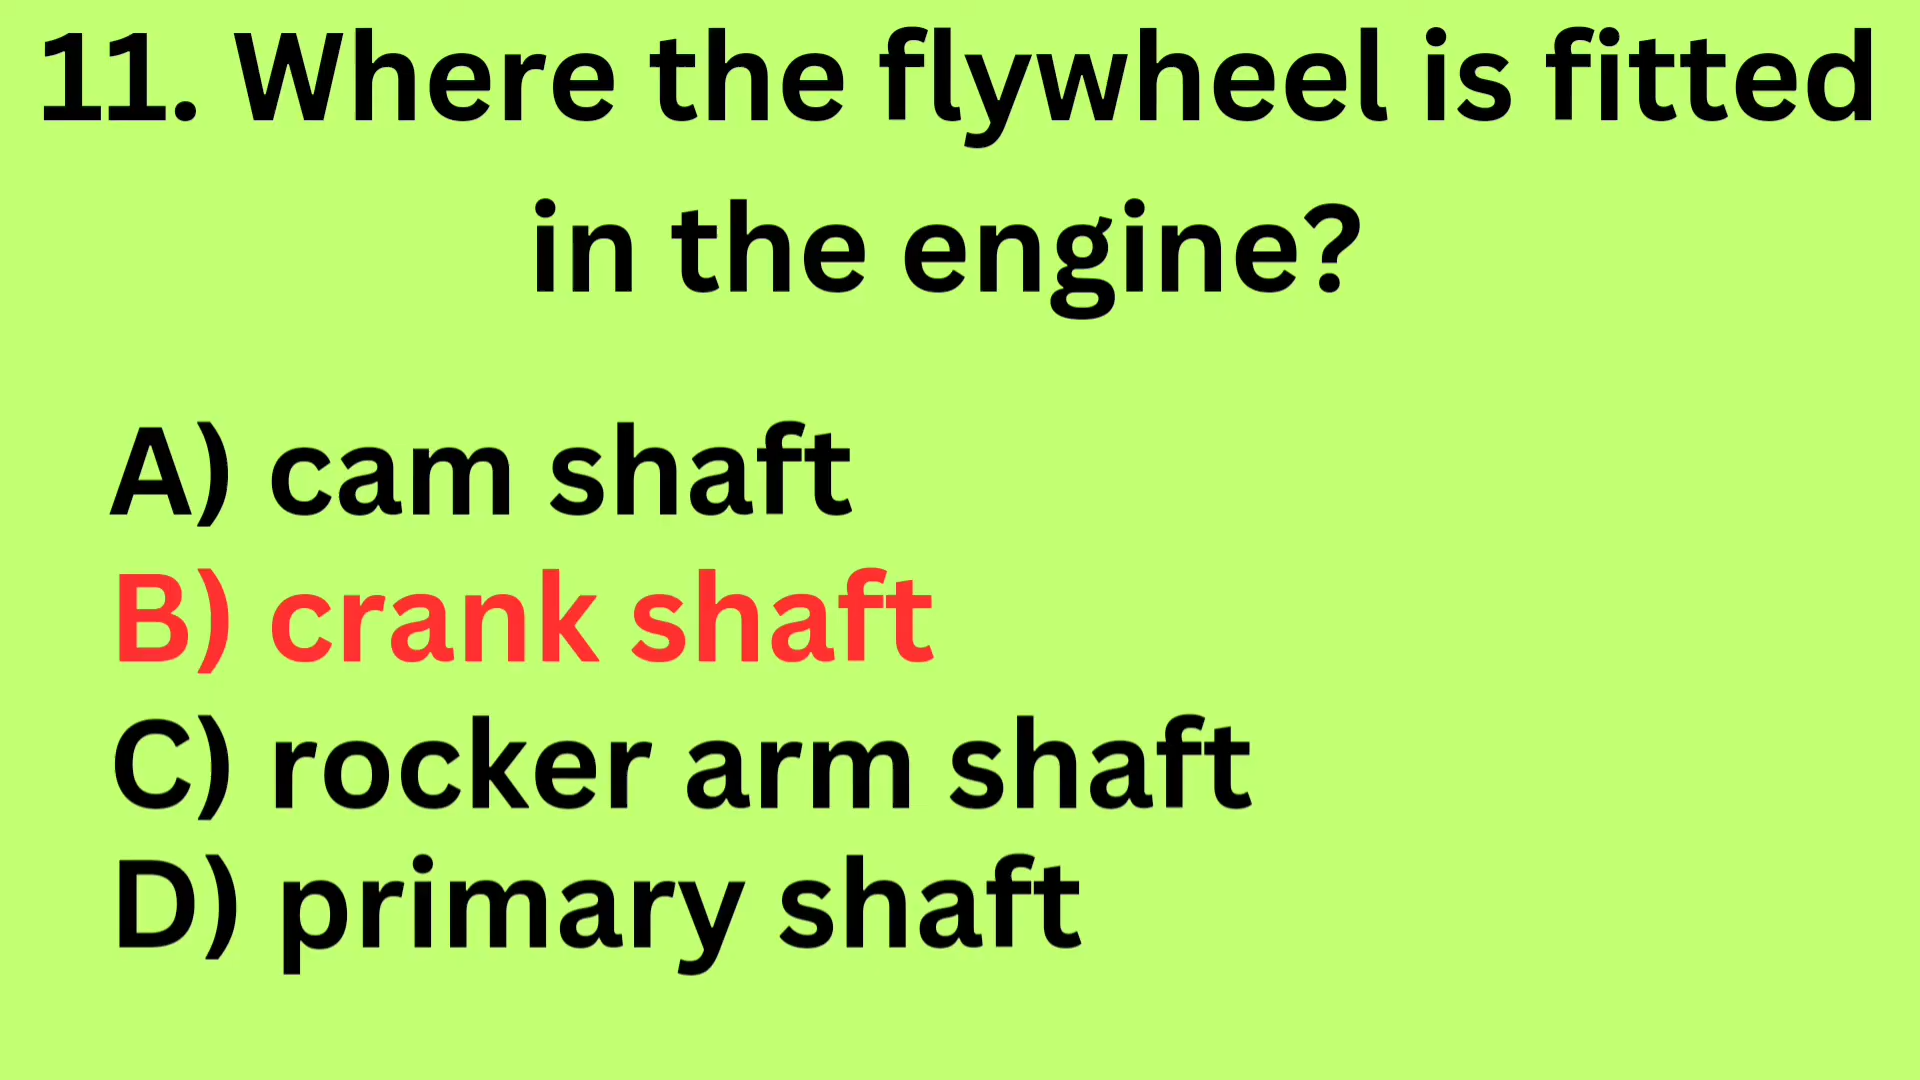 11. Where the flywheel is fitted
in the engine?
A) cam shaft
B) crank shaft
C) rocker arm shaft
D) primary shaft